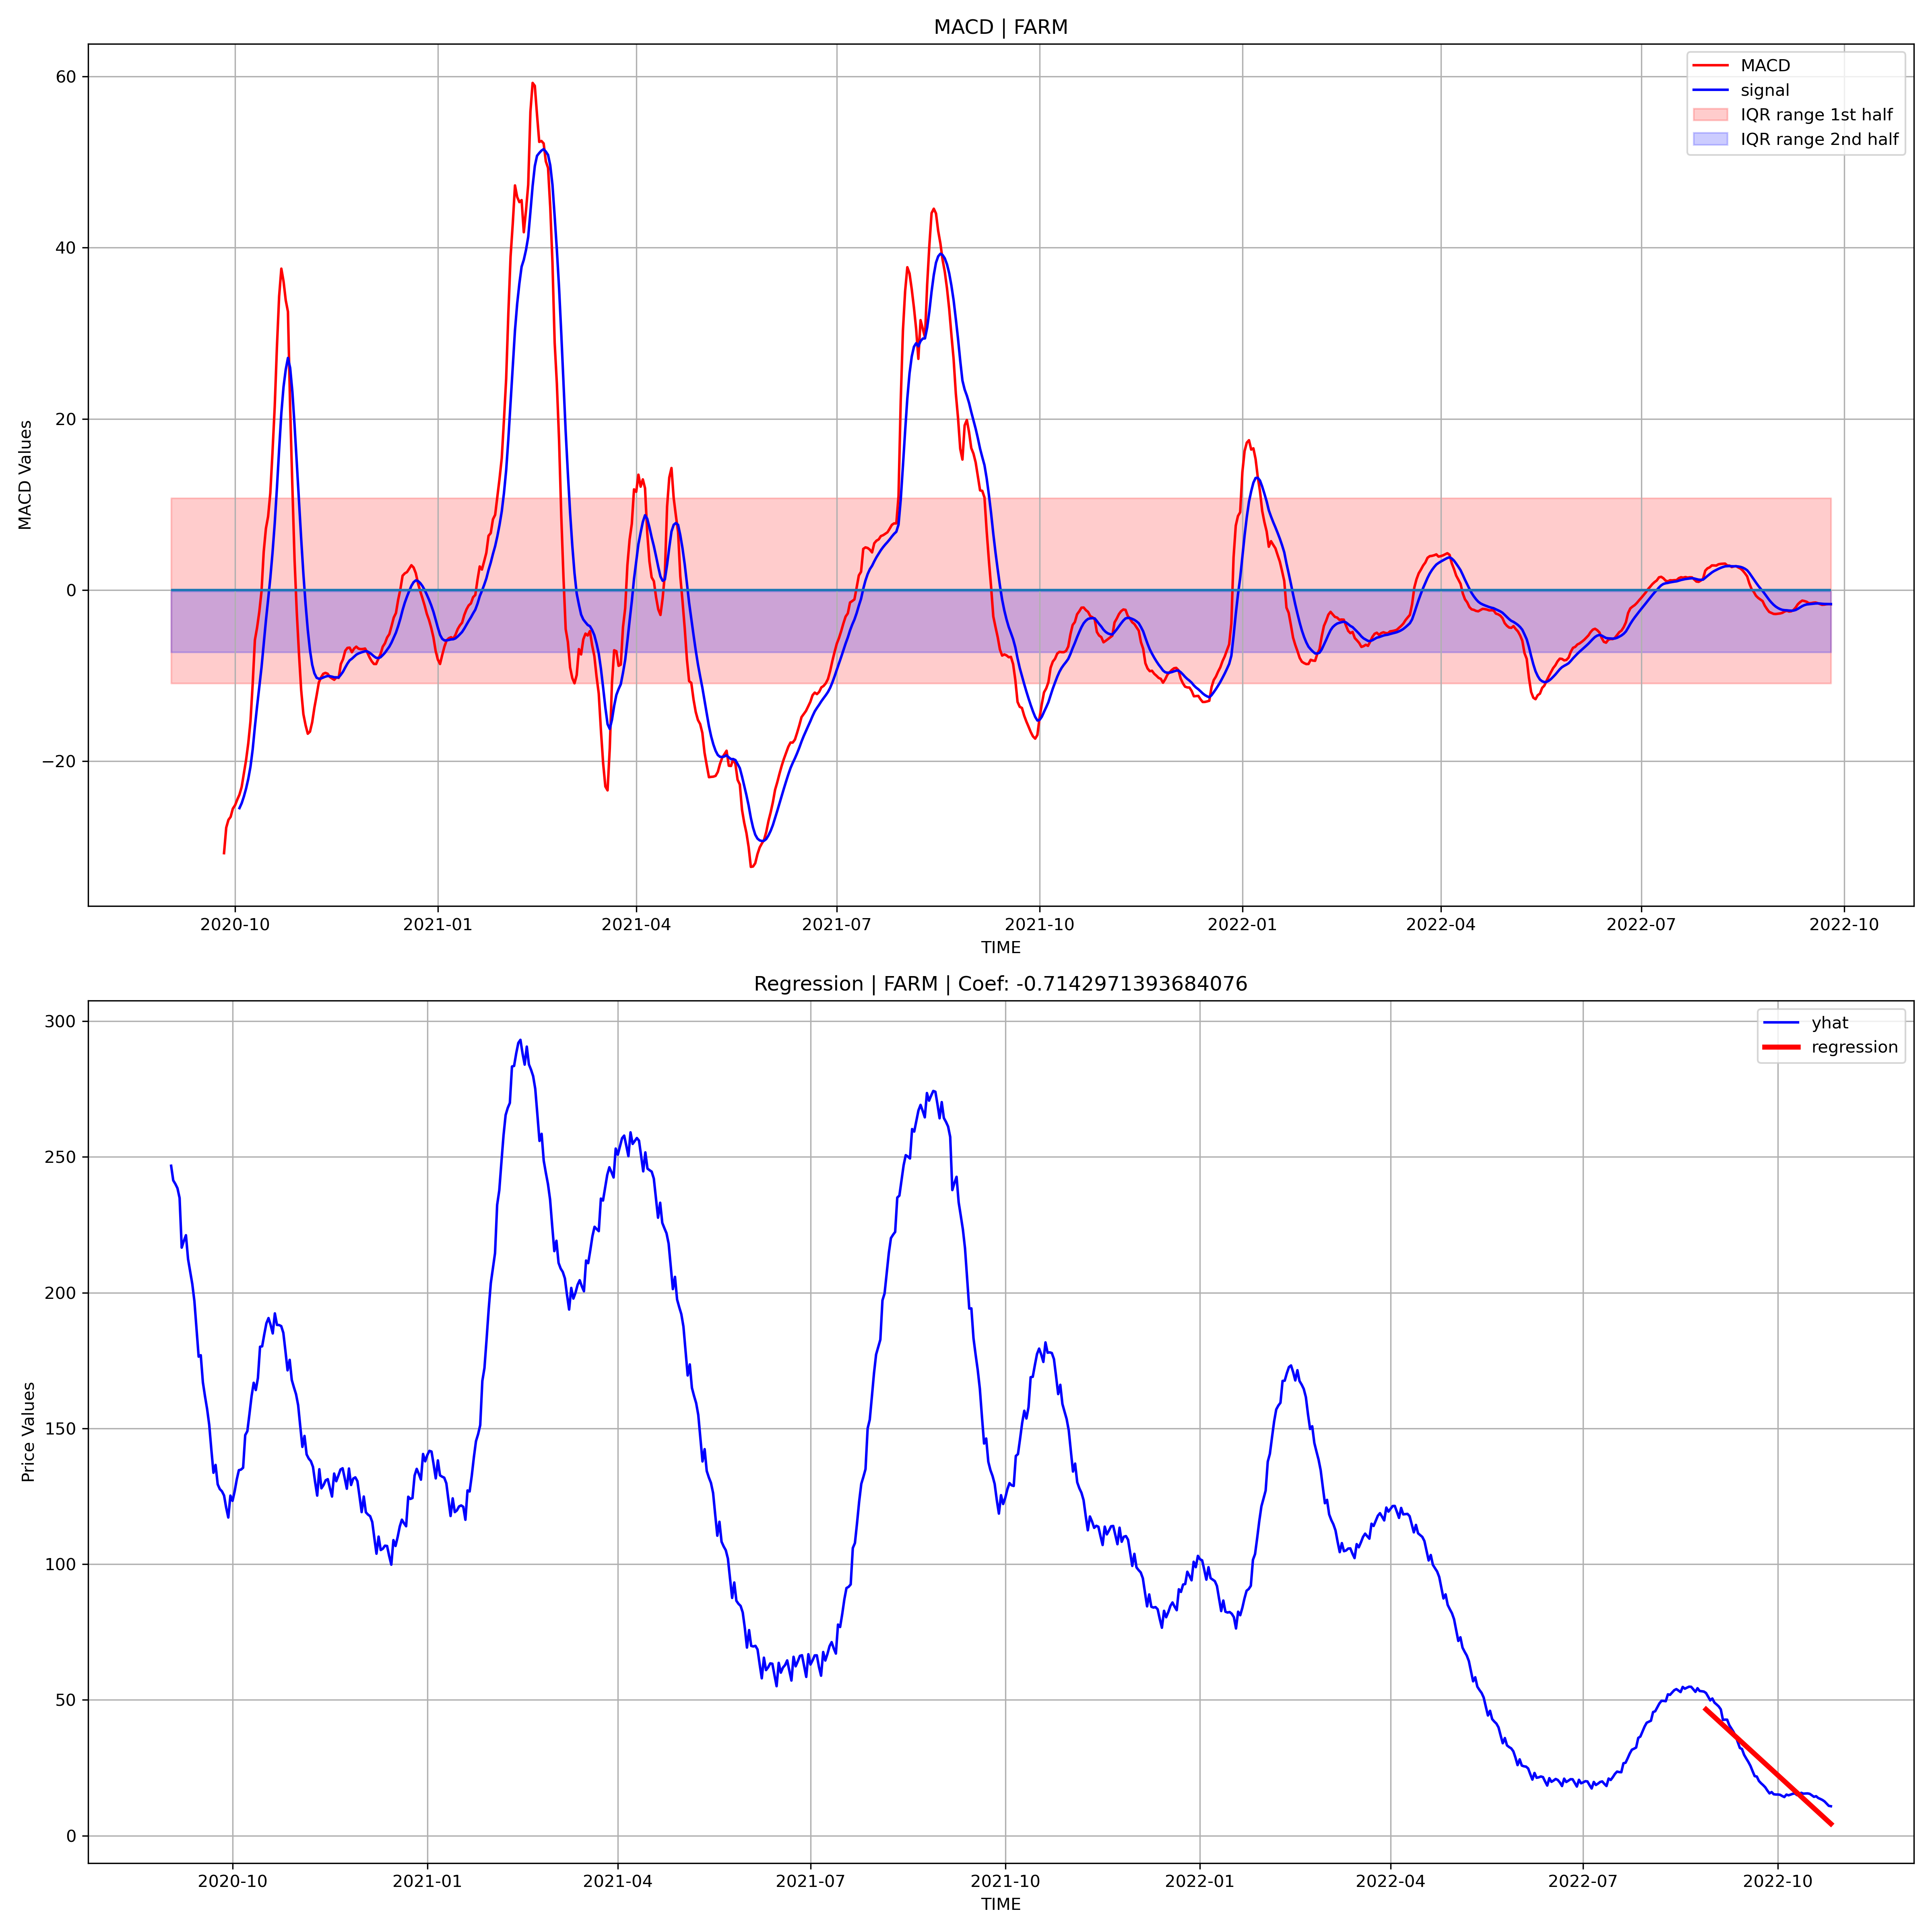 MACD | FARM
MACD
signal
IQR range 1st half
IQR range 2nd half
60
40
20
0
−20
MACD Values
2020-10 2021-01 2021-04 2021-07 2021-10 2022-01 2022-04 2022-07 2022-10
TIME
Regression | FARM | Coef: -0.7142971393684076
yhat
regression
300
250
200
150
100
50
0
Price Values
2020-10 2021-01 2021-04 2021-07 2021-10 2022-01 2022-04 2022-07 2022-10
TIME